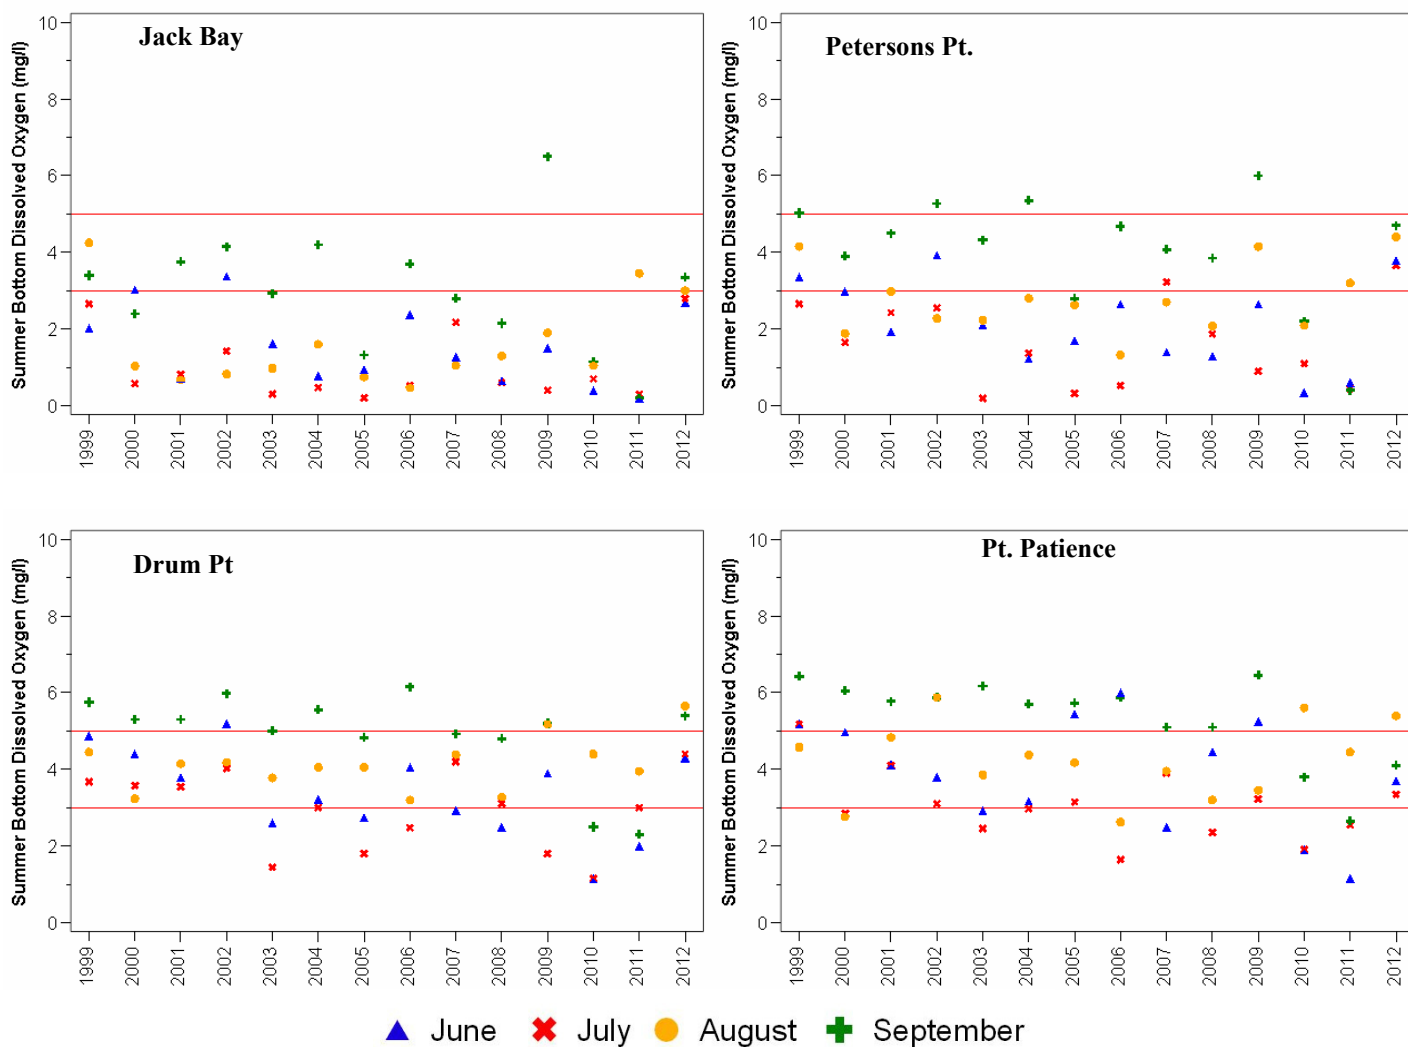 Jack Bay
Summer Bottom Dissolved Oxygen (mg/l)
10
8
6
4
2
0
1999 2000 2001 2002 2003 2004 2005 2006 2007 2008 2009 2010 2011 2012
Petersons Pt.
Summer Bottom Dissolved Oxygen (mg/l)
10
8
6
4
2
0
1999 2000 2001 2002 2003 2004 2005 2006 2007 2008 2009 2010 2011 2012
Drum Pt
Summer Bottom Dissolved Oxygen (mg/l)
10
8
6
4
2
0
1999 2000 2001 2002 2003 2004 2005 2006 2007 2008 2009 2010 2011 2012
Pt. Patience
Summer Bottom Dissolved Oxygen (mg/l)
10
8
6
4
2
0
1999 2000 2001 2002 2003 2004 2005 2006 2007 2008 2009 2010 2011 2012
June July August September